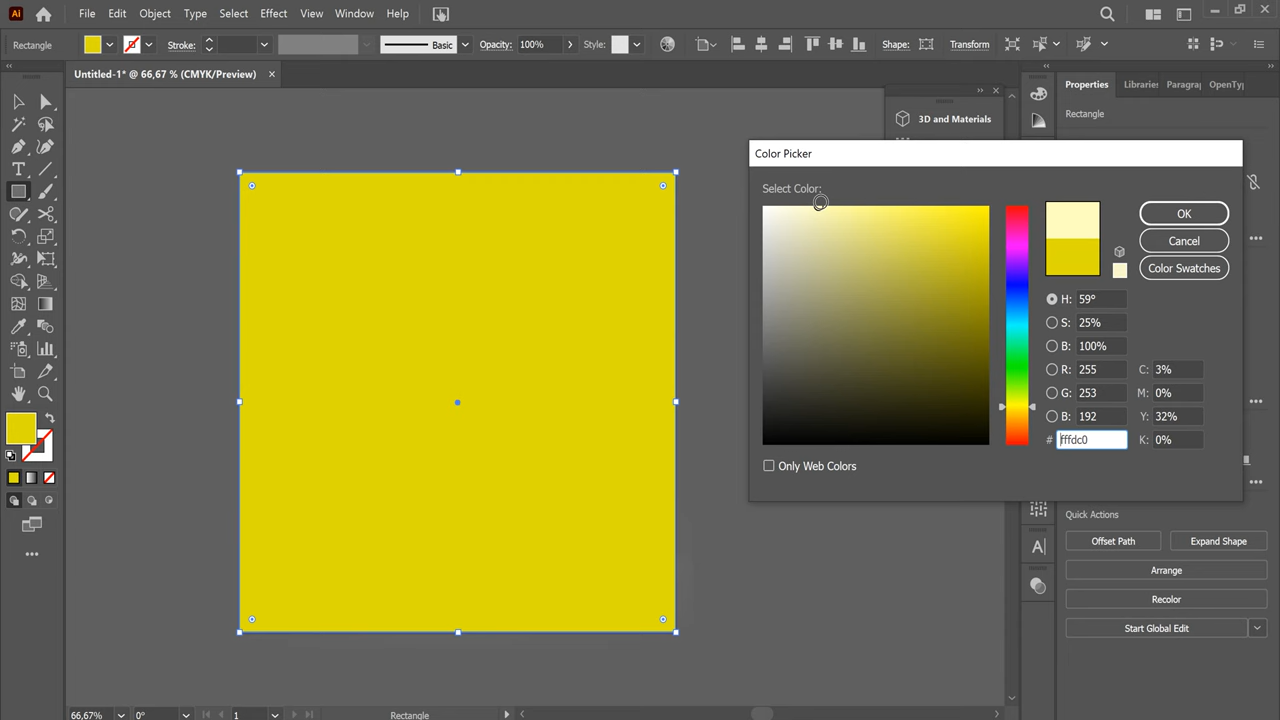 Ai File Edit Object Type Select Effect View Window Help
Rectangle Stroke: Basic Opacity: 100% Style: Shape: Transform
Untitled-1* @ 66,67 % (CMYK/Preview) ×
Properties Libraries Paragra OpenTy
Rectangle
3D and Materials
Color Picker
Select Color:
OK
Cancel
Color Swatches
H: 59°
S: 25%
B: 100%
R: 255 C: 3%
G: 253 M: 0%
B: 192 Y: 32%
# fffdc0 K: 0%
Only Web Colors
Quick Actions
Offset Path Expand Shape
Arrange
Recolor
Start Global Edit
66,67% 0° 1 Rectangle